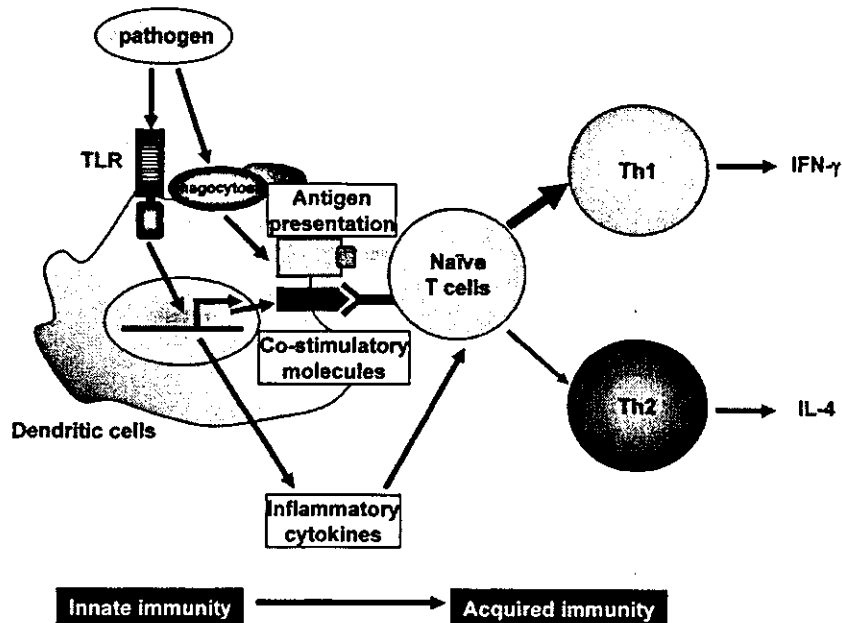 pathogen
TLR
hagocytos
Antigen
presentation
Naïve
T cells
Th1
IFN-γ
Co-stimulatory
molecules
Th2
IL-4
Dendritic cells
Inflammatory
cytokines
Innate immunity
Acquired immunity